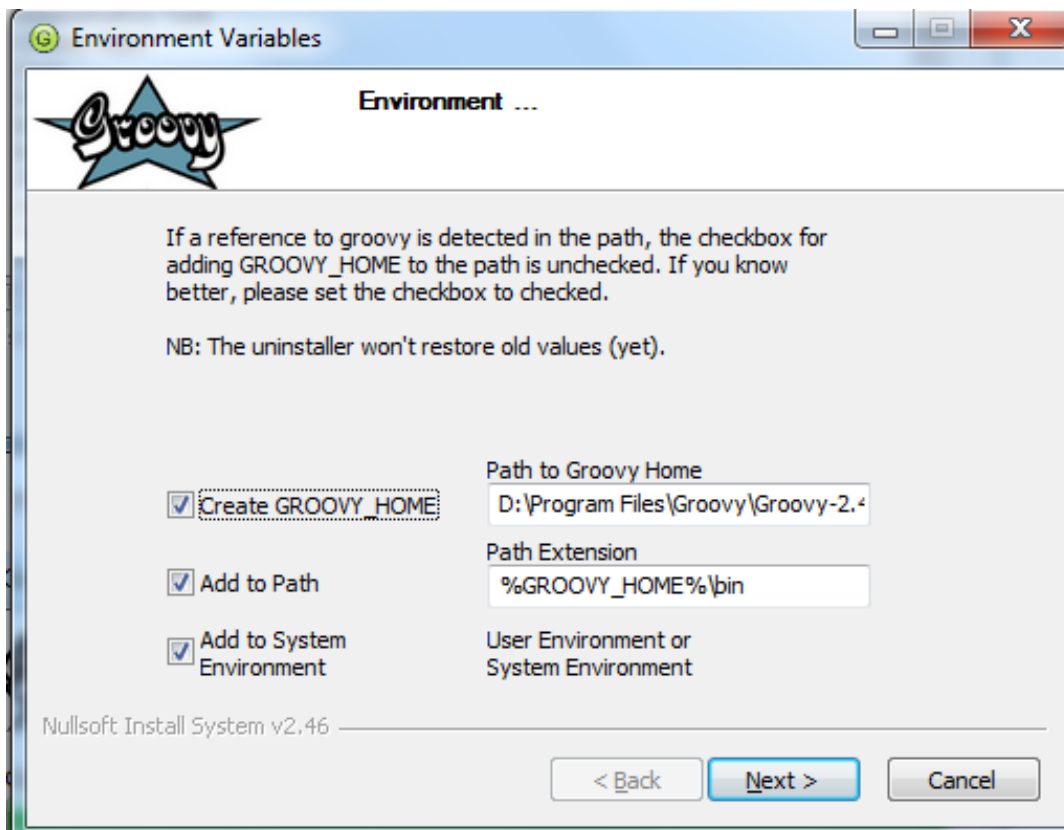 Environment Variables
Groovy
Environment ...
If a reference to groovy is detected in the path, the checkbox for
adding GROOVY_HOME to the path is unchecked. If you know
better, please set the checkbox to checked.
NB: The uninstaller won't restore old values (yet).
Path to Groovy Home
Create GROOVY_HOME
D:\Program Files\Groovy\Groovy-2.4
Path Extension
Add to Path
%GROOVY_HOME%\bin
Add to System
Environment
User Environment or
System Environment
Nullsoft Install System v2.46
< Back
Next >
Cancel